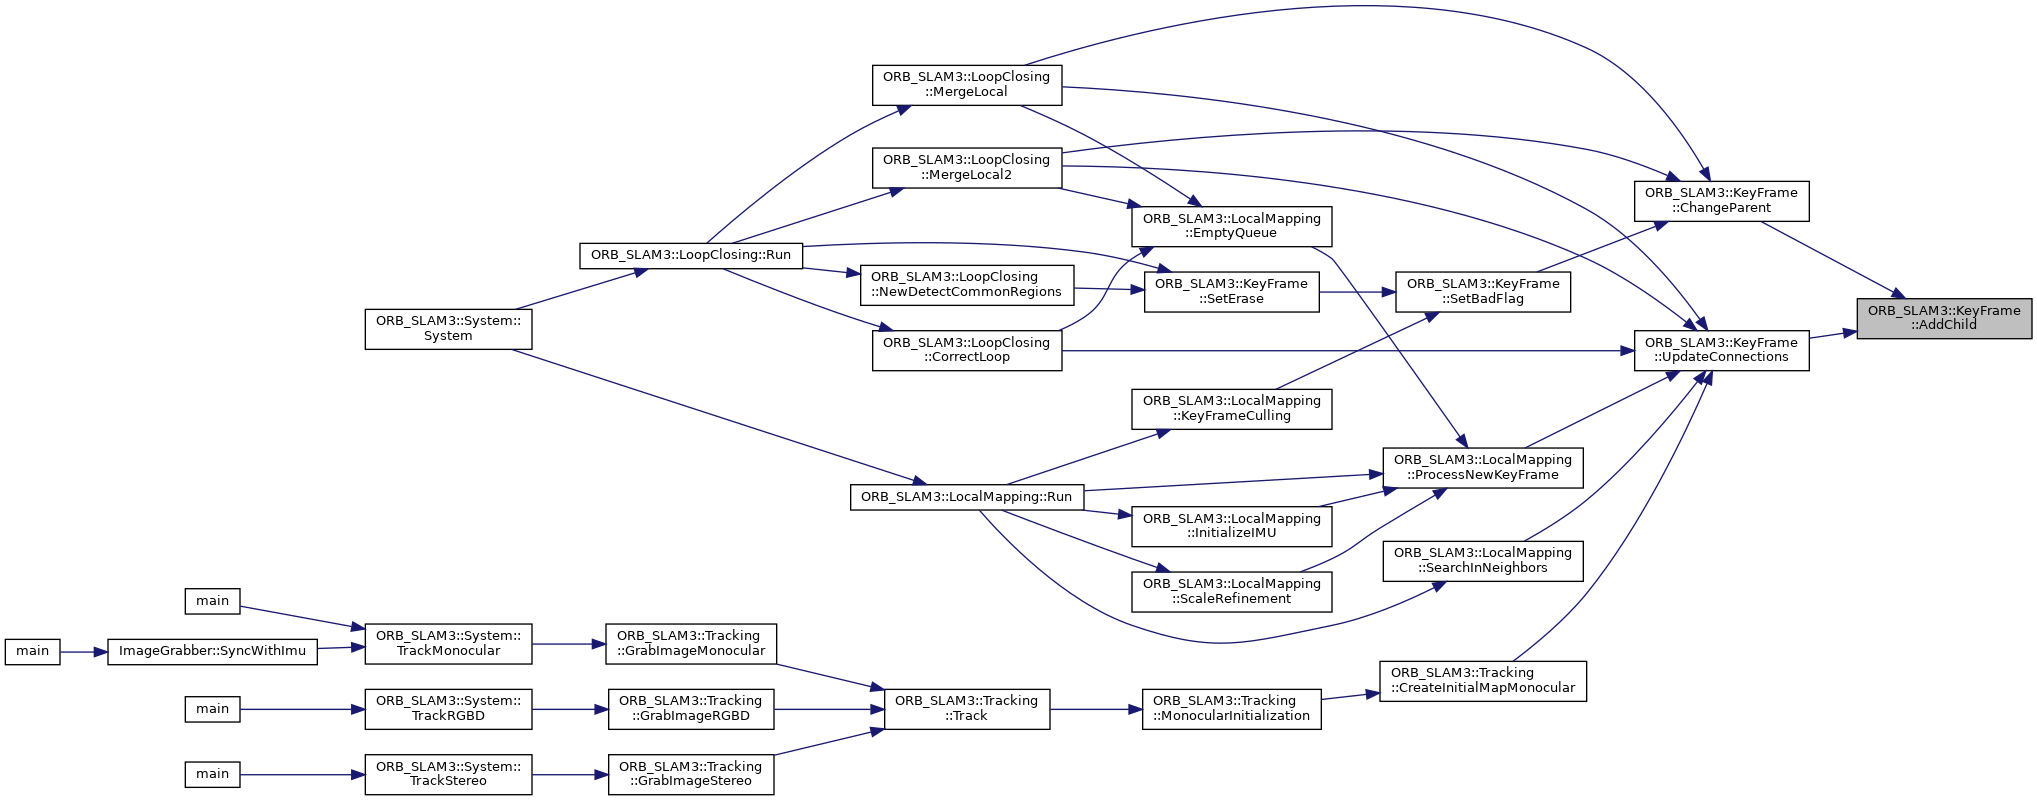 ORB_SLAM3::LoopClosing
::MergeLocal
ORB_SLAM3::LoopClosing
::MergeLocal2
ORB_SLAM3::KeyFrame
::ChangeParent
ORB_SLAM3::LocalMapping
::EmptyQueue
ORB_SLAM3::LoopClosing::Run
ORB_SLAM3::LoopClosing
::NewDetectCommonRegions
ORB_SLAM3::KeyFrame
::SetErase
ORB_SLAM3::KeyFrame
::SetBadFlag
ORB_SLAM3::KeyFrame
::AddChild
ORB_SLAM3::System::
System
ORB_SLAM3::LoopClosing
::CorrectLoop
ORB_SLAM3::KeyFrame
::UpdateConnections
ORB_SLAM3::LocalMapping
::KeyFrameCulling
ORB_SLAM3::LocalMapping
::ProcessNewKeyFrame
ORB_SLAM3::LocalMapping::Run
ORB_SLAM3::LocalMapping
::InitializeIMU
ORB_SLAM3::LocalMapping
::SearchInNeighbors
ORB_SLAM3::LocalMapping
::ScaleRefinement
main
main
ImageGrabber::SyncWithImu
ORB_SLAM3::System::
TrackMonocular
ORB_SLAM3::Tracking
::GrabImageMonocular
ORB_SLAM3::Tracking
::CreateInitialMapMonocular
main
ORB_SLAM3::System::
TrackRGBD
ORB_SLAM3::Tracking
::GrabImageRGBD
ORB_SLAM3::Tracking
::Track
ORB_SLAM3::Tracking
::MonocularInitialization
main
ORB_SLAM3::System::
TrackStereo
ORB_SLAM3::Tracking
::GrabImageStereo